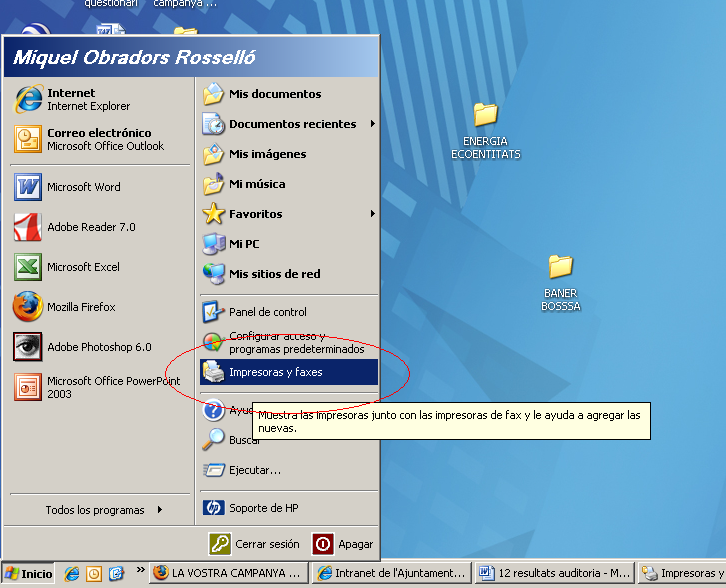 questionari
campanya ...
Miquel Obradors Rosselló
Internet
Internet Explorer
Correo electrónico
Microsoft Office Outlook
Microsoft Word
Adobe Reader 7.0
Microsoft Excel
Mozilla Firefox
Adobe Photoshop 6.0
Microsoft Office PowerPoint
2003
Todos los programas
Mis documentos
Documentos recientes
Mis imágenes
Mi música
Favoritos
Mi PC
Mis sitios de red
Panel de control
Configurar acceso y
programas predeterminados
Impresoras y faxes
Ayu
Muestra las impresoras junto con las impresoras de fax y le ayuda a agregar las
nuevas.
Buscar
Ejecutar...
Soporte de HP
Cerrar sesión
Apagar
ENERGIA
ECOENTITATS
BANER
BOSSSA
Inicio
»
LA VOSTRA CAMPANYA ...
Intranet de l'Ajuntament...
12 resultats auditoria - M...
Impresoras y